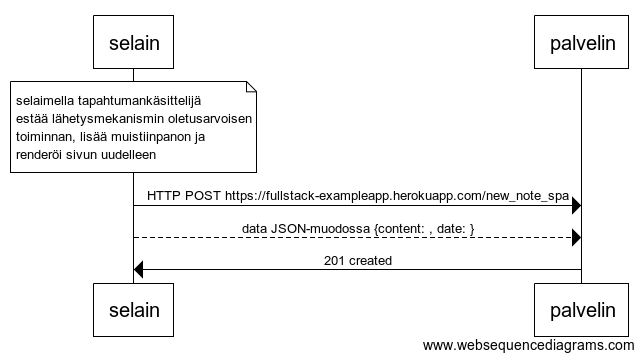 selain palvelin
selaimella tapahtumankäsittelijä
estää lähetysmekanismin oletusarvoisen
toiminnan, lisää muistiinpanon ja
renderöi sivun uudelleen
HTTP POST https://fullstack-exampleapp.herokuapp.com/new_note_spa
data JSON-muodossa {content: , date: }
201 created
selain palvelin
www.websequencediagrams.com